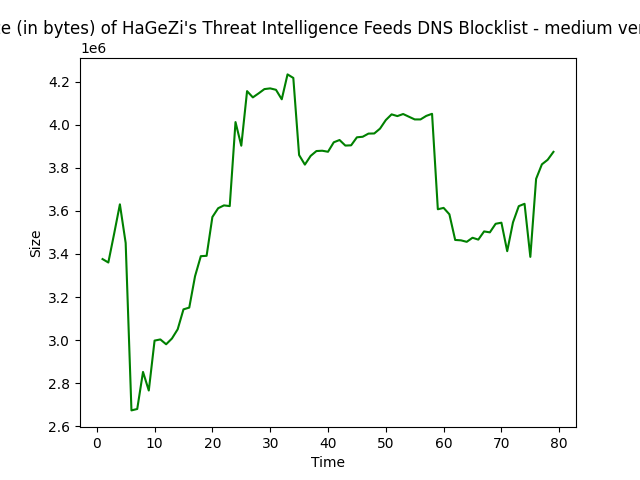 (in bytes) of HaGeZi's Threat Intelligence Feeds DNS Blocklist - medium
1e6
4.2
4.0
3.8
3.6
3.4
3.2
3.0
2.8
2.6
Size
0 10 20 30 40 50 60 70 80
Time